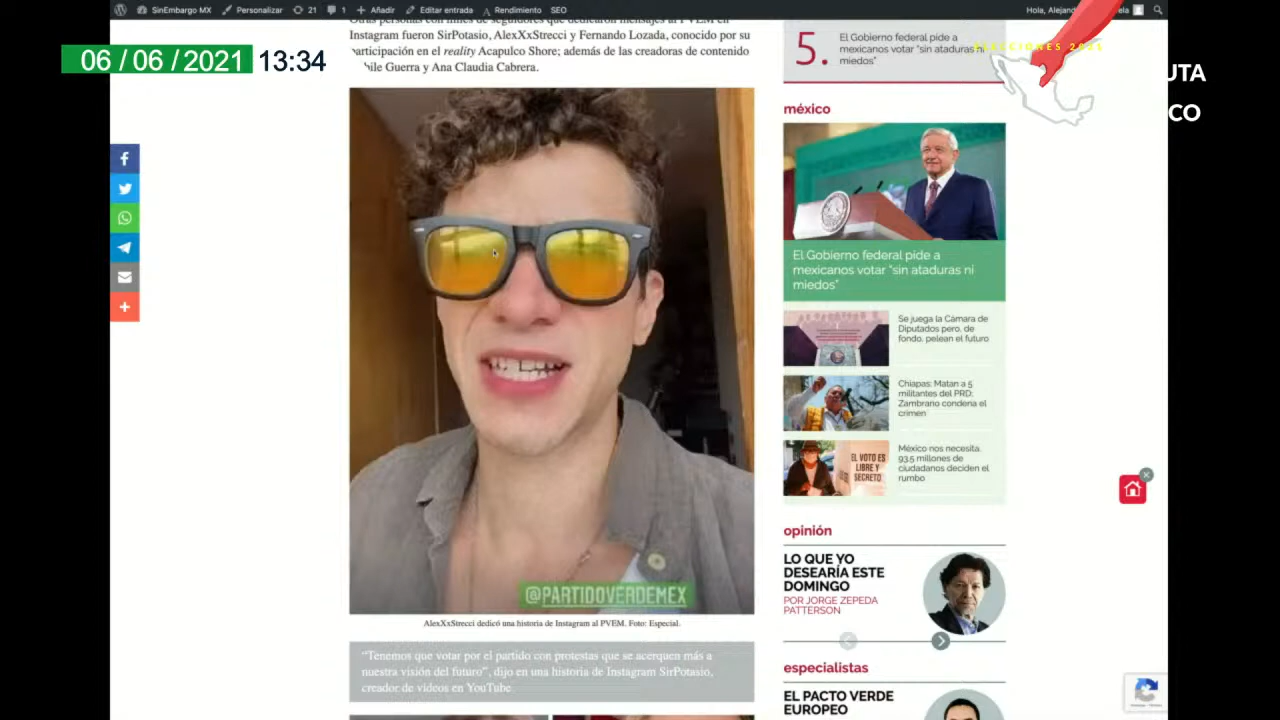 SinEmbargo MX
Personalizar
21
1
Añadir
Editar entrada
Rendimiento
SEO
Hola,
06 / 06 / 2021
13:34
Instagram fueron SirPotasio, AlexXxStrecci y Fernando Lozada, conocido por su
participación en el reality Acapulco Shore; además de las creadoras de contenido
bile Guerra y Ana Claudia Cabrera.
@PARTIDOVERDEMEX
AlexXxStrecci dedicó una historia de Instagram al PVEM. Foto: Especial.
"Tenemos que votar por el partido con protestas que se acerquen más a
nuestra visión del futuro", dijo en una historia de Instagram SirPotasio,
creador de videos en YouTube.
5.
El Gobierno federal pide a
mexicanos votar "sin ataduras ni
miedos"
UTA
CO
méxico
El Gobierno federal pide a
mexicanos votar "sin ataduras ni
miedos"
Se juega la Cámara de
Diputados pero, de
fondo, pelean el futuro
Chiapas: Matan a 5
militantes del PRD;
Zambrano condena el
crimen
EL VOTO ES
LIBRE Y
SECRETO
México nos necesita.
93.5 millones de
ciudadanos deciden el
rumbo
opinión
LO QUE YO
DESEARÍA ESTE
DOMINGO
POR JORGE ZEPEDA
PATTERSON
especialistas
EL PACTO VERDE
EUROPEO